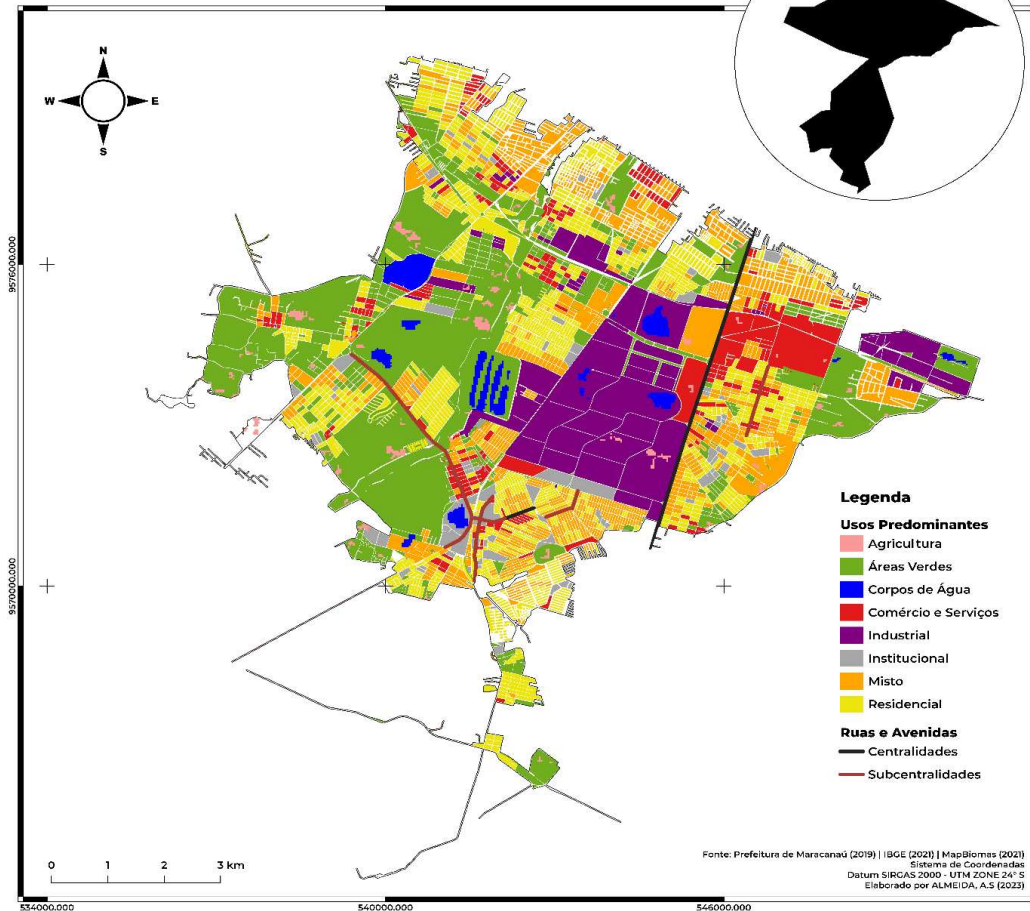 N
W E
S
9576000.000
9570000.000
Legenda
Usos Predominantes
Agricultura
Áreas Verdes
Corpos de Água
Comércio e Serviços
Industrial
Institucional
Misto
Residencial
Ruas e Avenidas
Centralidades
Subcentralidades
0 1 2 3 km
Fonte: Prefeitura de Maracanaú (2019) | IBGE (2021) | MapBiomas (2021)
Sistema de Coordenadas
Datum SIRGAS 2000 - UTM ZONE 24° S
Elaborado por ALMEIDA, A.S (2023)
534000.000 540000.000 546000.000